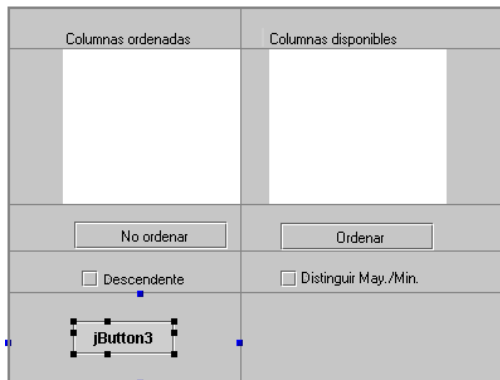 Columnas ordenadas
Columnas disponibles
No ordenar
Ordenar
Descendente
Distinguir May./Min.
jButton3